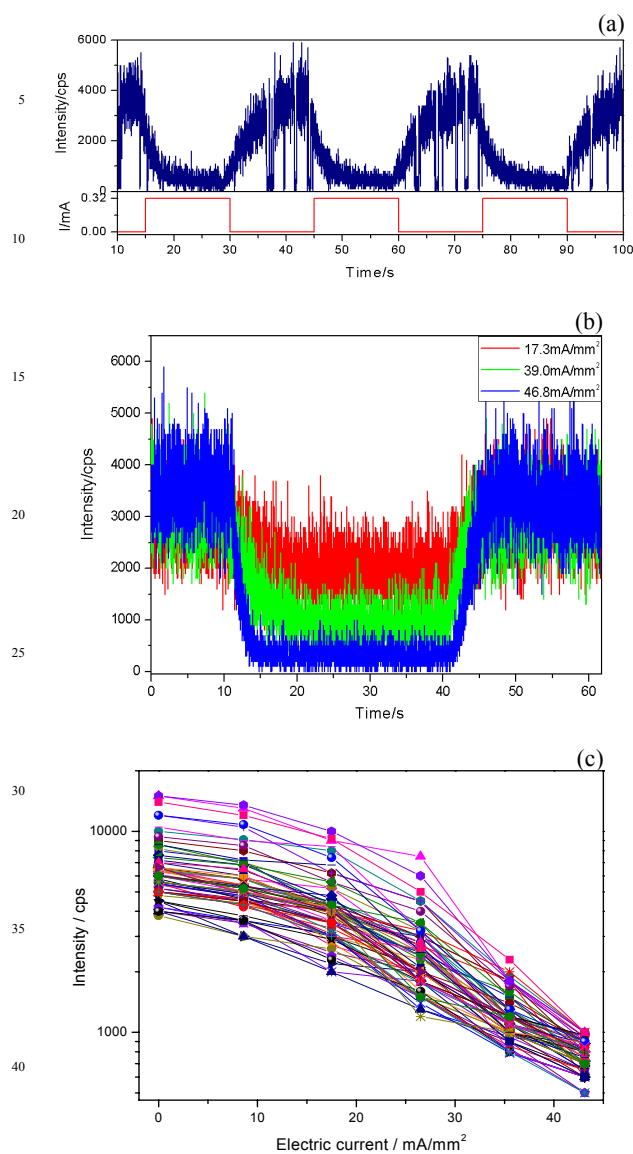 (a)
6000
4000
2000
0
Intensity/cps
0.32
0.00
I/mA
10 20 30 40 50 60 70 80 90 100
Time/s
5
10
(b)
17.3mA/mm²
39.0mA/mm²
46.8mA/mm²
6000
5000
4000
3000
2000
1000
0
Intensity/cps
0 10 20 30 40 50 60
Time/s
15
20
25
(c)
10000
1000
Intensity / cps
0 10 20 30 40
Electric current / mA/mm²
30
35
40